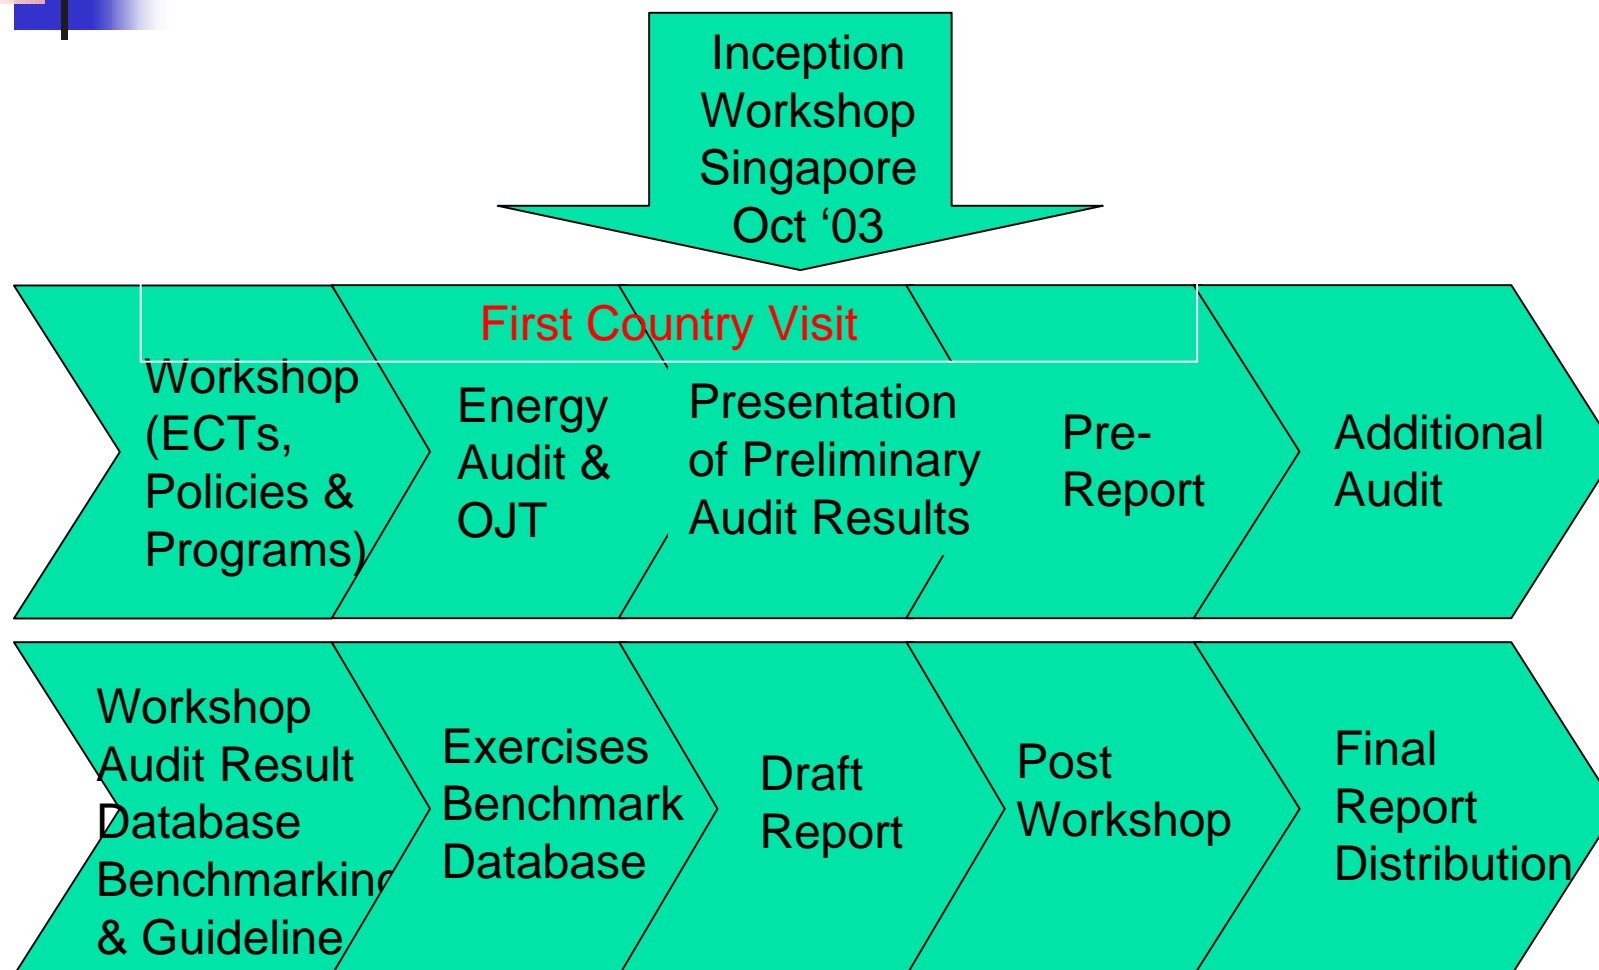 Inception
Workshop
Singapore
Oct ‘03
First Country Visit
Workshop
(ECTs,
Policies &
Programs)
Energy
Audit &
OJT
Presentation
of Preliminary
Audit Results
Pre-
Report
Additional
Audit
Workshop
Audit Result
Database
Benchmarking
& Guideline
Exercises
Benchmark
Database
Draft
Report
Post
Workshop
Final
Report
Distribution